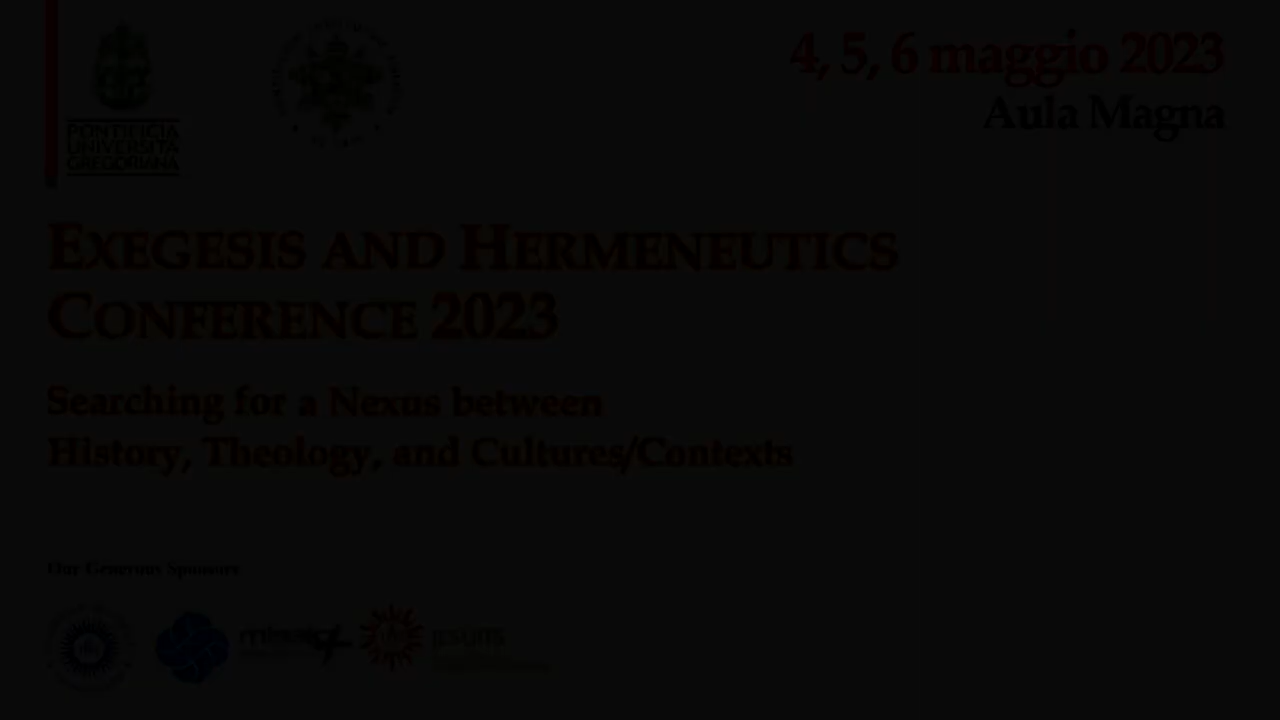 PONTIFICIA
UNIVERSITÀ
GREGORIANA
4, 5, 6 maggio 2023
Aula Magna
EXEGESIS AND HERMENEUTICS
CONFERENCE 2023
Searching for a Nexus between
History, Theology, and Cultures/Contexts
Our Generous Sponsors
JESUITS